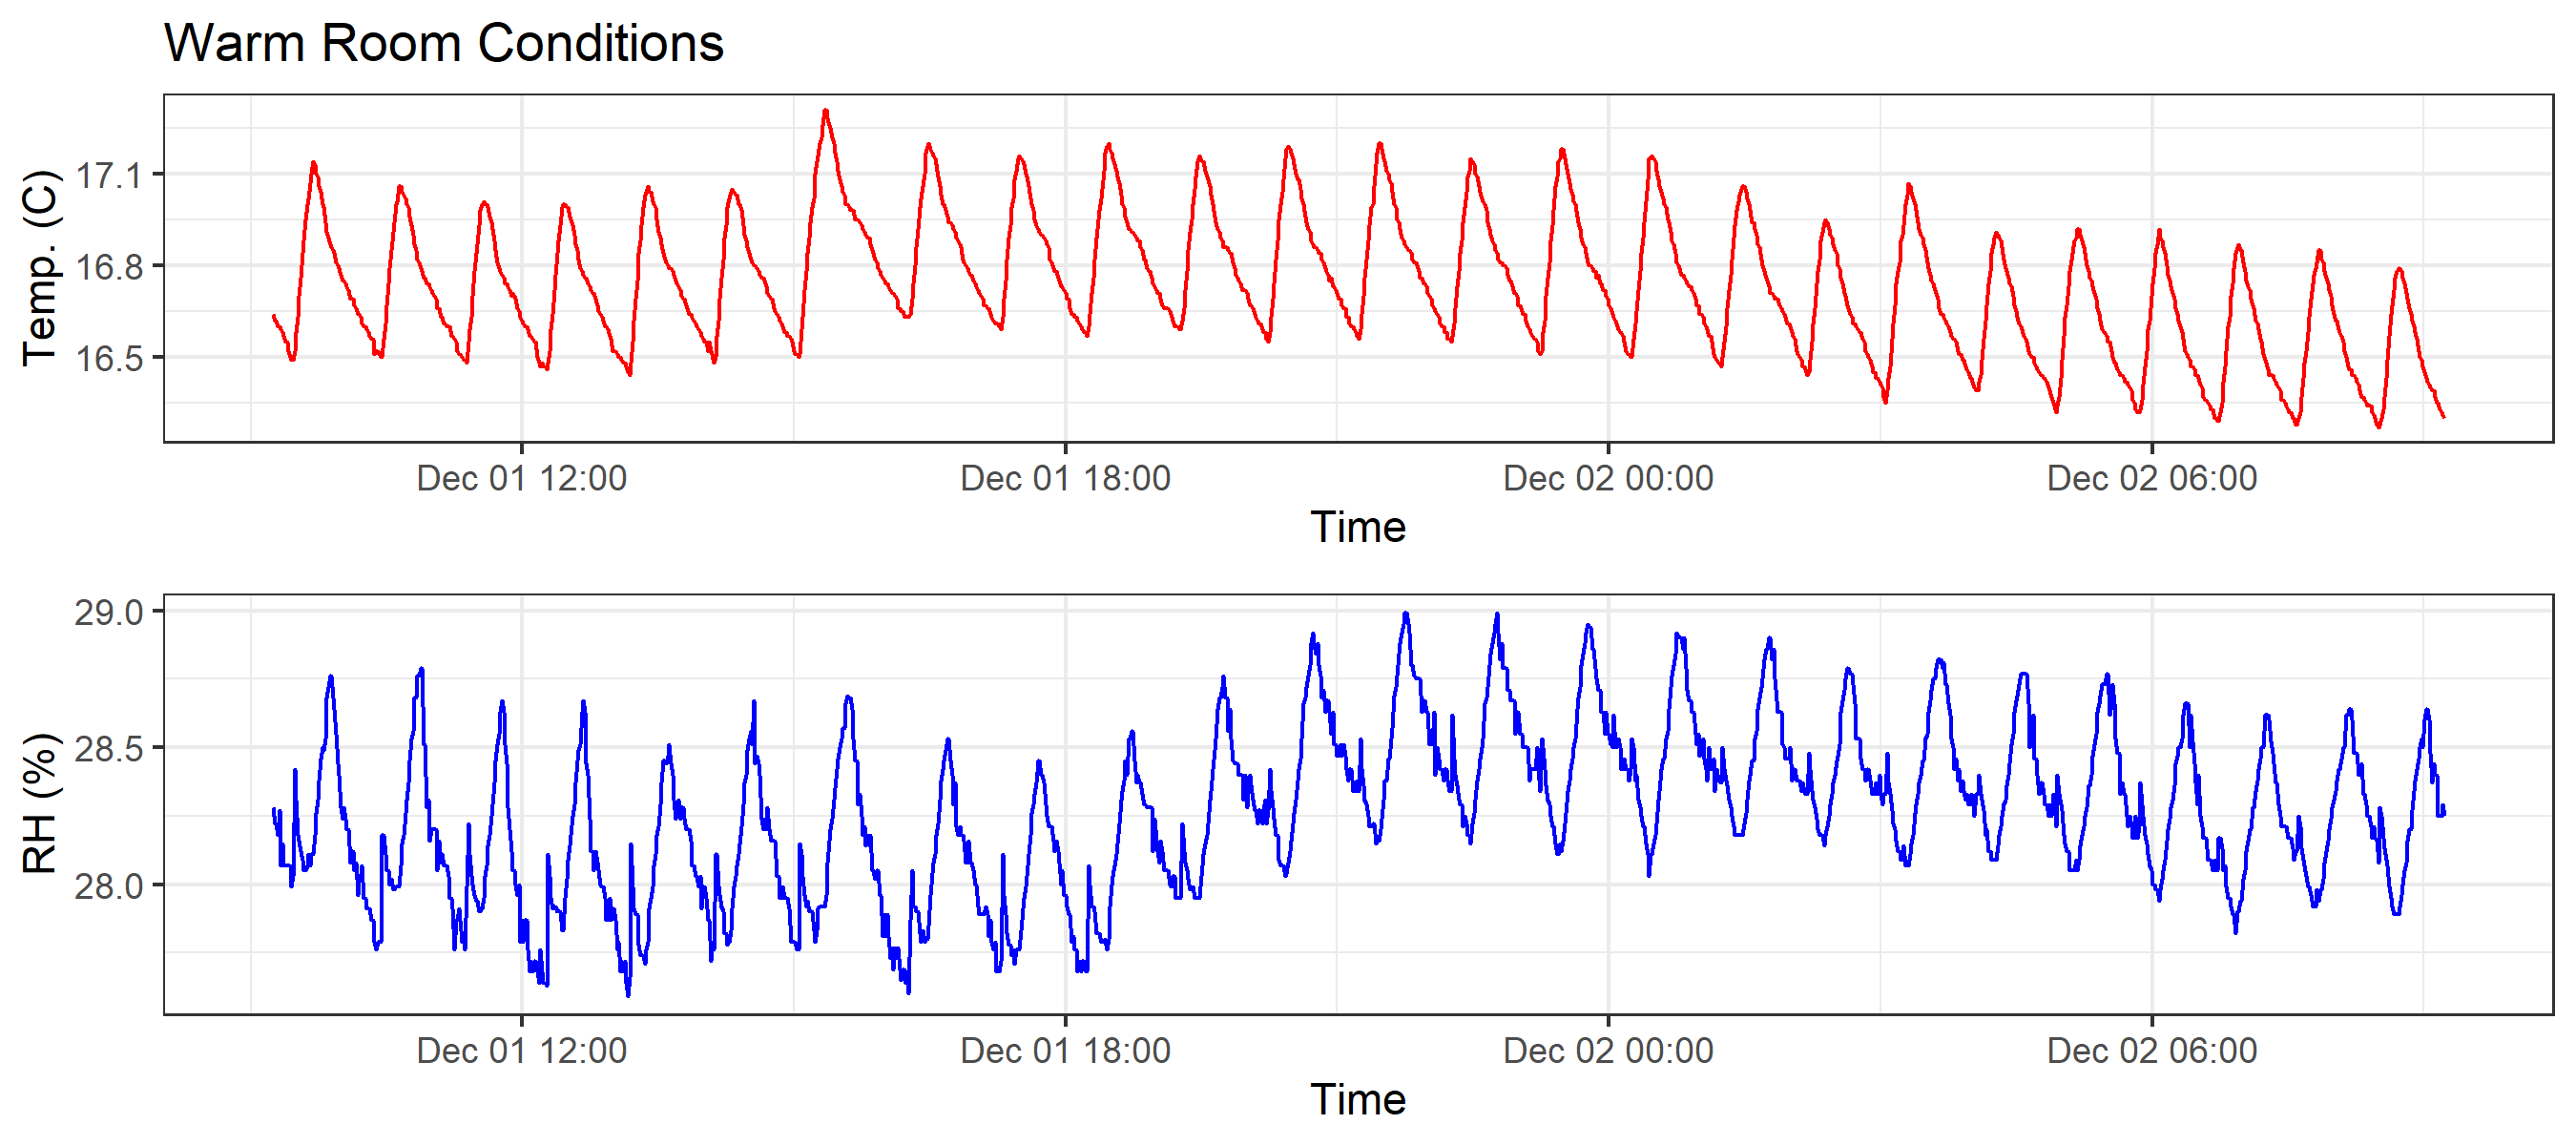 Warm Room Conditions
Temp. (C)
17.1
16.8
16.5
Dec 01 12:00 Dec 01 18:00 Dec 02 00:00 Dec 02 06:00
Time
RH (%)
29.0
28.5
28.0
Dec 01 12:00 Dec 01 18:00 Dec 02 00:00 Dec 02 06:00
Time